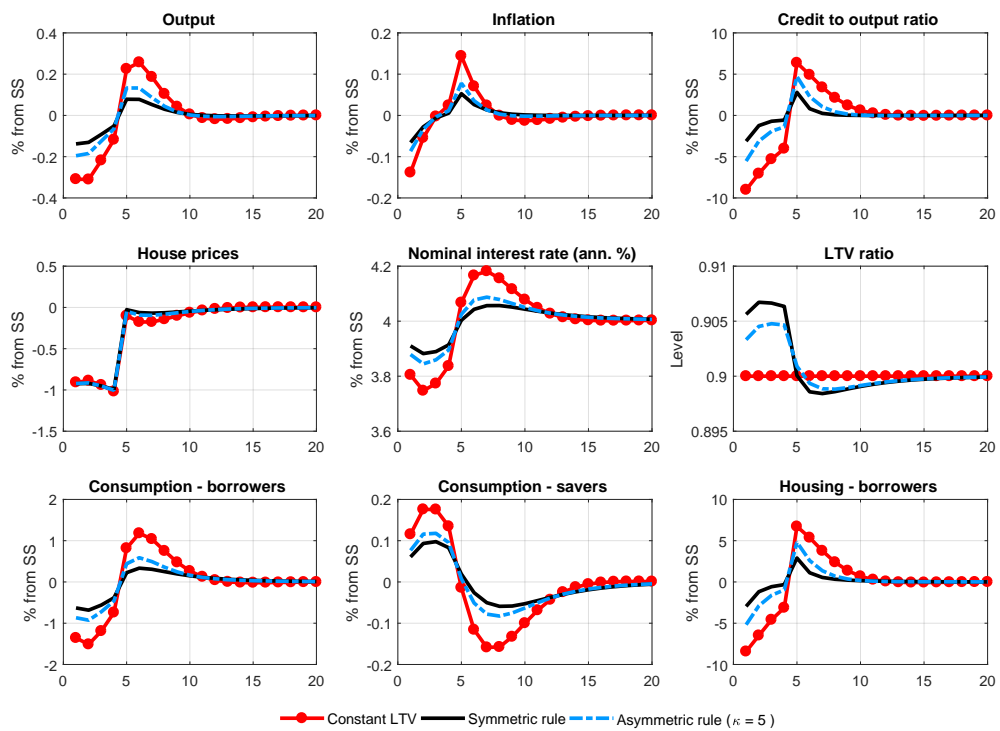 Output
Inflation
Credit to output ratio
% from SS
0.4
0.2
0
-0.2
-0.4
0 5 10 15 20
% from SS
0.2
0.1
0
-0.1
-0.2
0 5 10 15 20
% from SS
10
5
0
-5
-10
0 5 10 15 20
House prices
Nominal interest rate (ann. %)
LTV ratio
% from SS
0.5
0
-0.5
-1
-1.5
0 5 10 15 20
% from SS
4.2
4
3.8
3.6
0 5 10 15 20
Level
0.91
0.905
0.9
0.895
0 5 10 15 20
Consumption - borrowers
Consumption - savers
Housing - borrowers
% from SS
2
1
0
-1
-2
0 5 10 15 20
% from SS
0.2
0.1
0
-0.1
-0.2
0 5 10 15 20
% from SS
10
5
0
-5
-10
0 5 10 15 20
Constant LTV Symmetric rule Asymmetric rule ( κ = 5 )